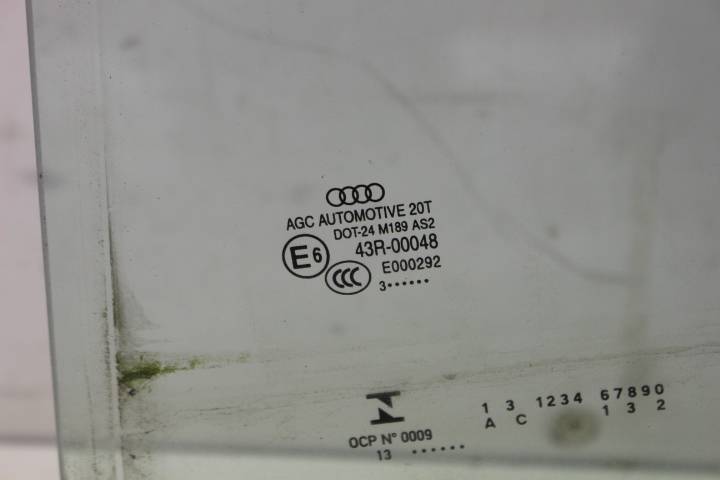 AGC AUTOMOTIVE 20T
DOT-24 M189 AS2
E6 43R-00048
CCC E000292
3••••••
1 3 1234 67890
A C 1 3 2
OCP N° 0009
13 ••••••